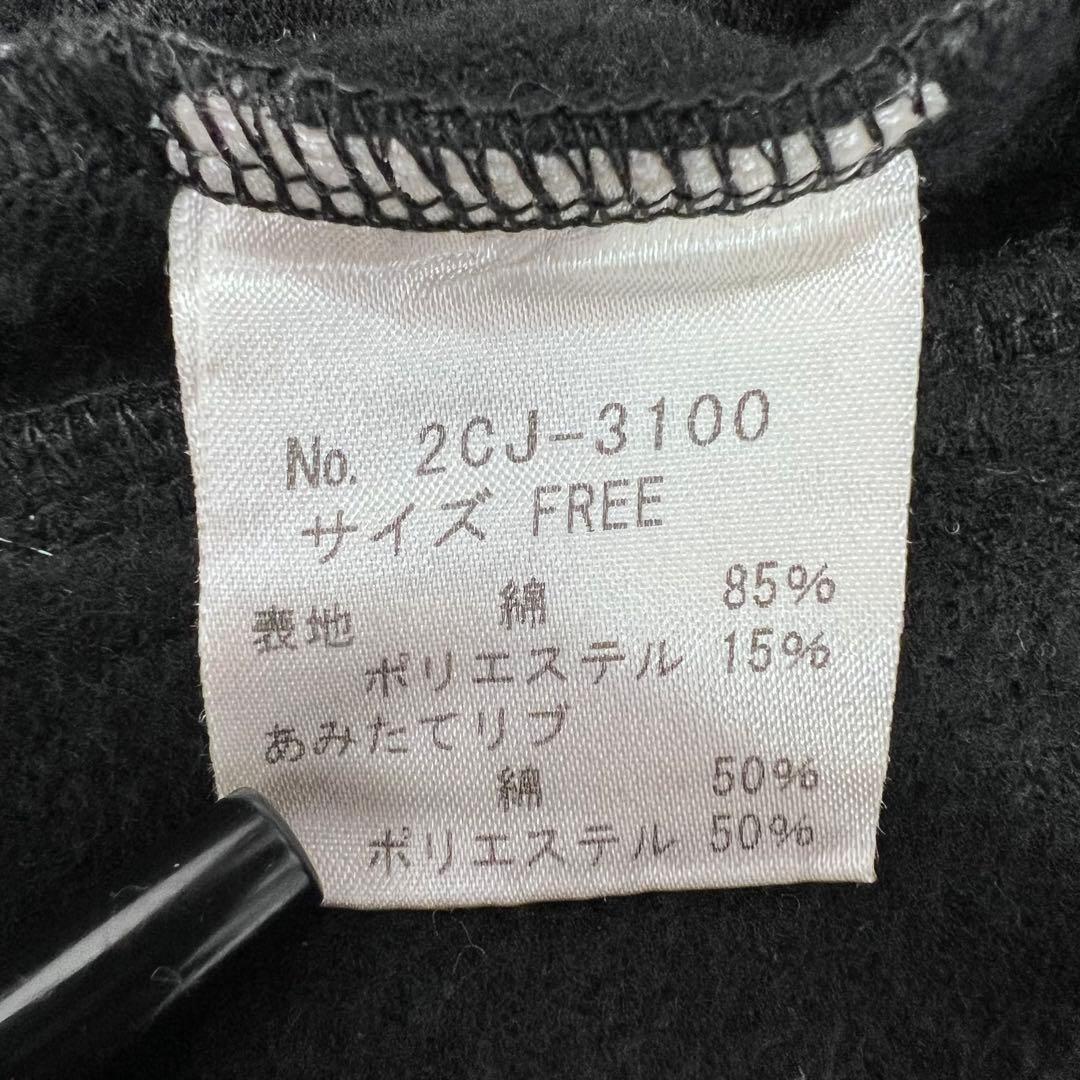 No. 2CJ-3100
サイズ FREE
表地 綿 85%
ポリエステル 15%
あみたてリブ
綿 50%
ポリエステル 50%